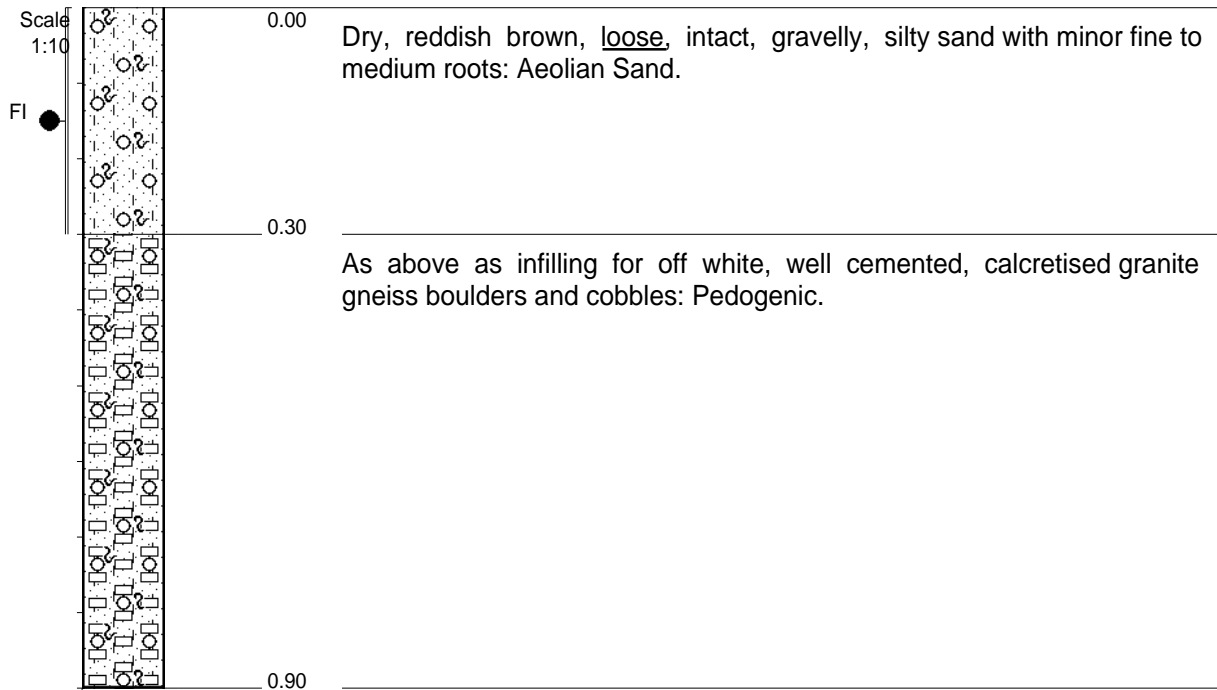 Scale
1:10
0.00
Dry, reddish brown, loose, intact, gravelly, silty sand with minor fine to
medium roots: Aeolian Sand.
FI
0.30
As above as infilling for off white, well cemented, calcretised granite
gneiss boulders and cobbles: Pedogenic.
0.90